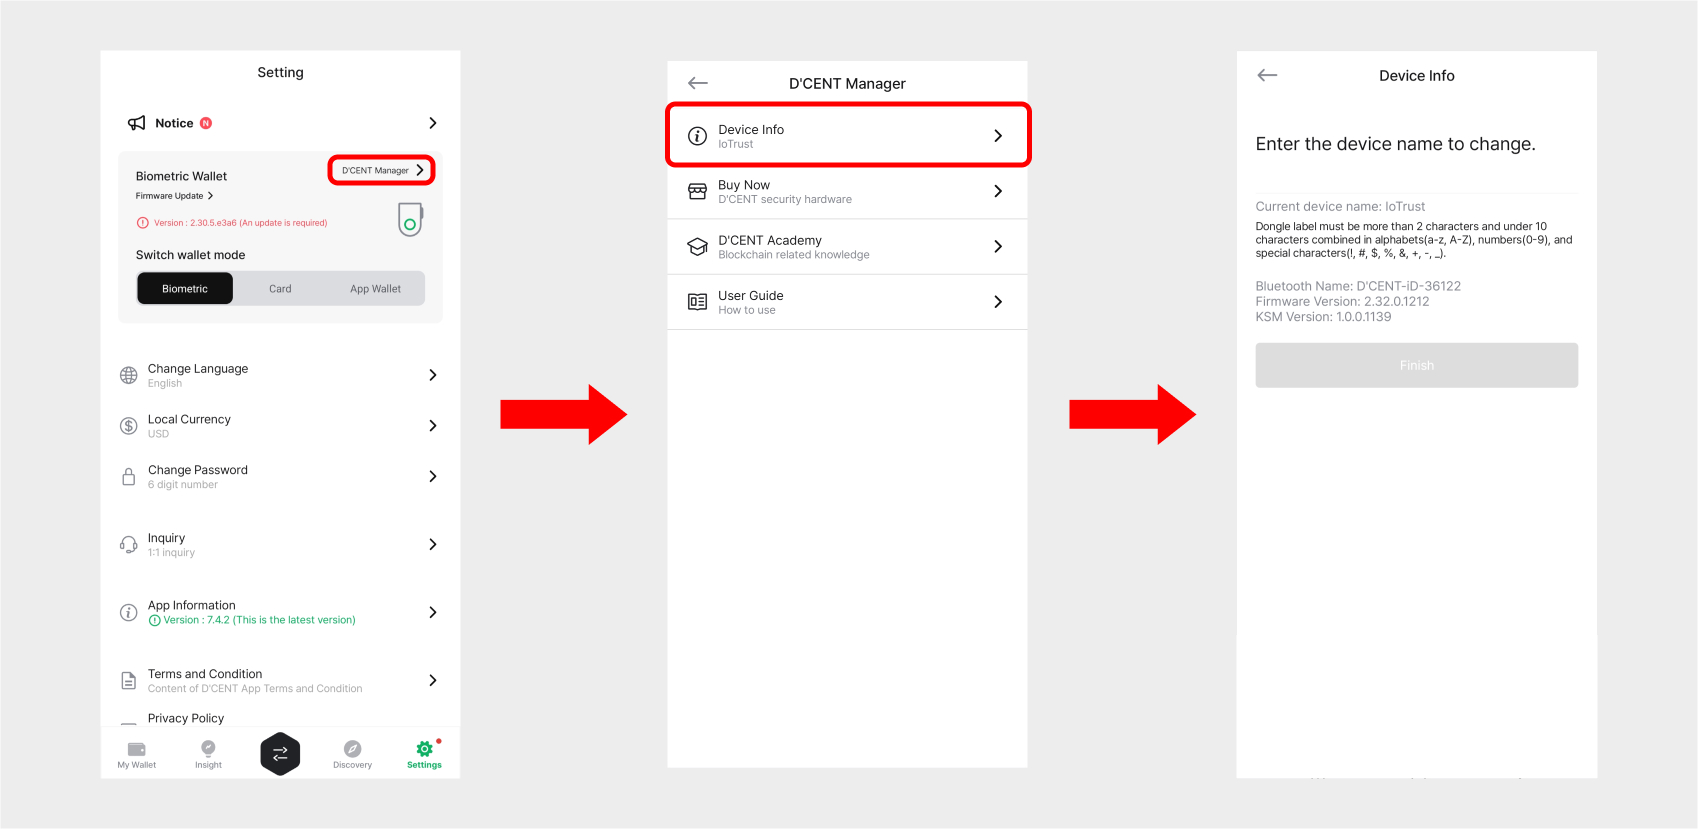 Setting
Notice N
Biometric Wallet
D'CENT Manager
Firmware Update
Version : 2.30.5.e3a6 (An update is required)
Switch wallet mode
Biometric Card App Wallet
Change Language
English
Local Currency
USD
Change Password
6 digit number
Inquiry
1:1 inquiry
App Information
Version : 7.4.2 (This is the latest version)
Terms and Condition
Content of D'CENT App Terms and Condition
Privacy Policy
My Wallet Insight Discovery Settings
D'CENT Manager
Device Info
IoTrust
Buy Now
D'CENT security hardware
D'CENT Academy
Blockchain related knowledge
User Guide
How to use
Device Info
Enter the device name to change.
Current device name: IoTrust
Dongle label must be more than 2 characters and under 10
characters combined in alphabets(a-z, A-Z), numbers(0-9), and
special characters(!, #, $, %, &, +, -, _).
Bluetooth Name: D'CENT-iD-36122
Firmware Version: 2.32.0.1212
KSM Version: 1.0.0.1139
Finish